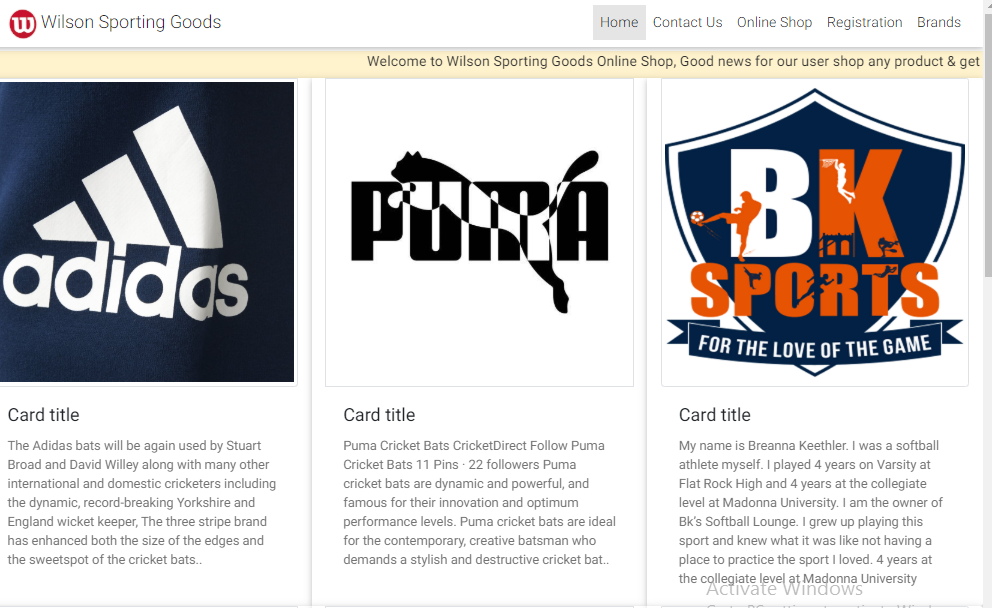 Wilson Sporting Goods
Home Contact Us Online Shop Registration Brands
Welcome to Wilson Sporting Goods Online Shop, Good news for our user shop any product & get
adidas
PUMA
BK
SPORTS
FOR THE LOVE OF THE GAME
Card title
The Adidas bats will be again used by Stuart
Broad and David Willey along with many other
international and domestic cricketers including
the dynamic, record-breaking Yorkshire and
England wicket keeper, The three stripe brand
has enhanced both the size of the edges and
the sweetspot of the cricket bats..
Card title
Puma Cricket Bats CricketDirect Follow Puma
Cricket Bats 11 Pins · 22 followers Puma
cricket bats are dynamic and powerful, and
famous for their innovation and optimum
performance levels. Puma cricket bats are ideal
for the contemporary, creative batsman who
demands a stylish and destructive cricket bat..
Card title
My name is Breanna Keethler. I was a softball
athlete myself. I played 4 years on Varsity at
Flat Rock High and 4 years at the collegiate
level at Madonna University. I am the owner of
Bk's Softball Lounge. I grew up playing this
sport and knew what it was like not having a
place to practice the sport I loved. 4 years at
the collegiate level at Madonna University
Activate Windows